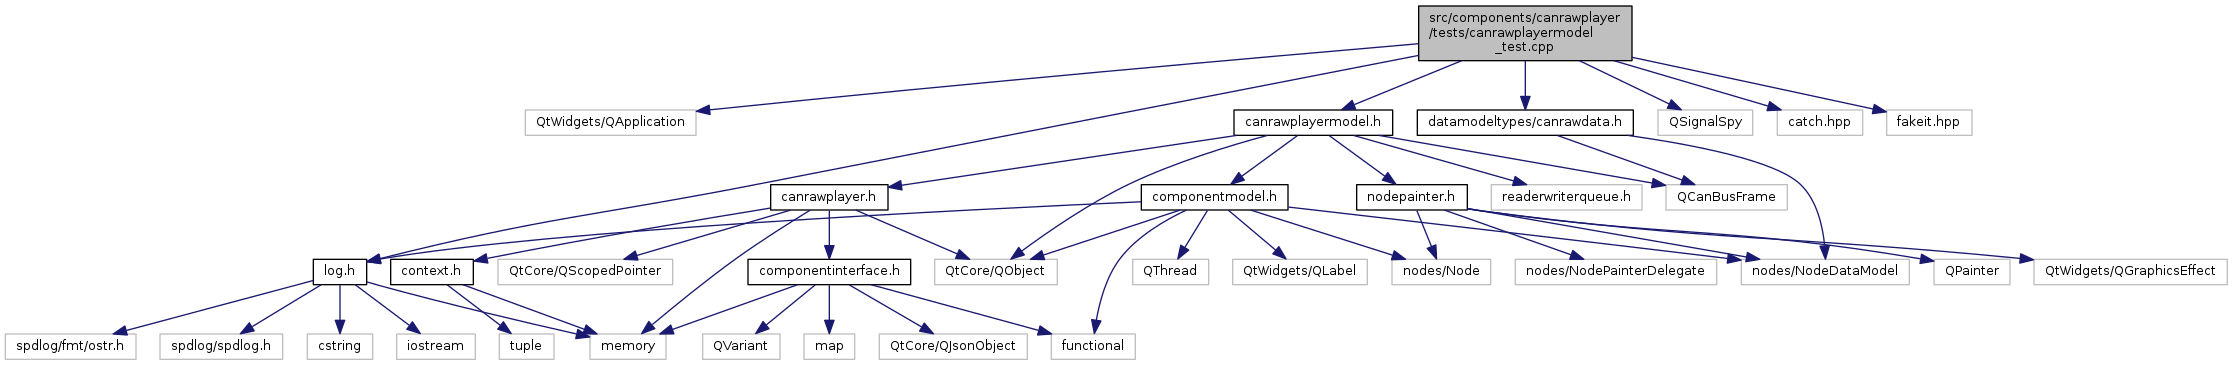 src/components/canrawplayer
/tests/canrawplayermodel
_test.cpp
QtWidgets/QApplication
canrawplayermodel.h
datamodeltypes/canrawdata.h
QSignalSpy
catch.hpp
fakeit.hpp
canrawplayer.h
componentmodel.h
nodepainter.h
readerwriterqueue.h
QCanBusFrame
log.h
context.h
QtCore/QScopedPointer
componentinterface.h
QtCore/QObject
QThread
QtWidgets/QLabel
nodes/Node
nodes/NodePainterDelegate
nodes/NodeDataModel
QPainter
QtWidgets/QGraphicsEffect
spdlog/fmt/ostr.h
spdlog/spdlog.h
cstring
iostream
tuple
memory
QVariant
map
QtCore/QJsonObject
functional